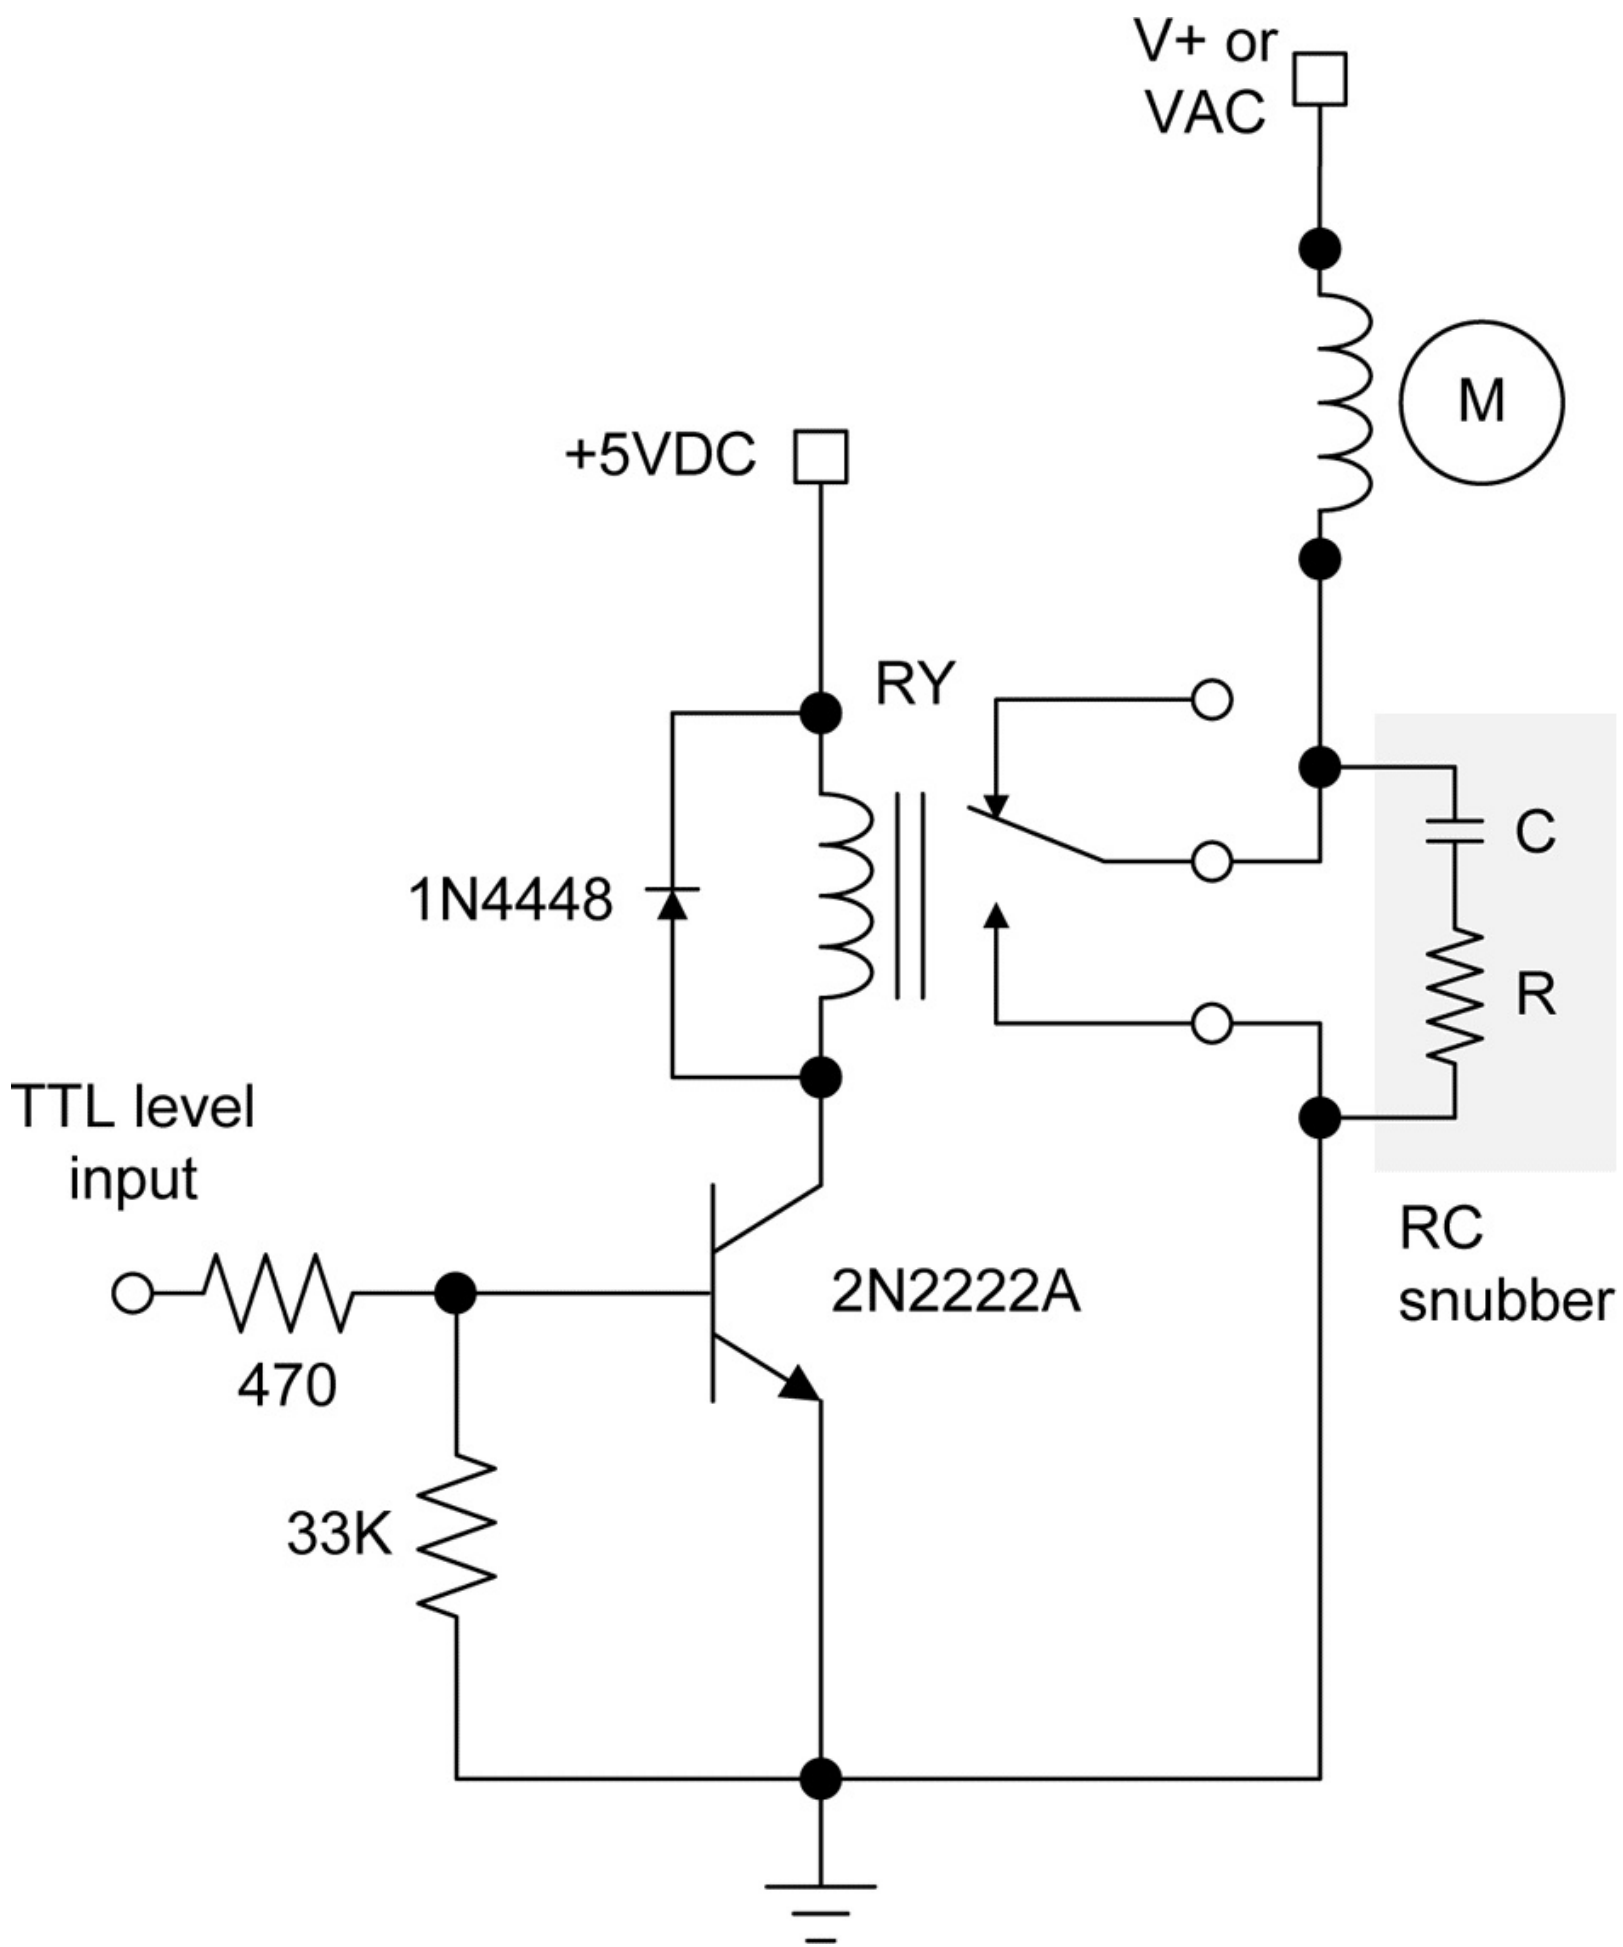 V+ or
VAC
M
+5VDC
RY
1N4448
C
R
TTL level
input
RC
snubber
2N2222A
470
33K